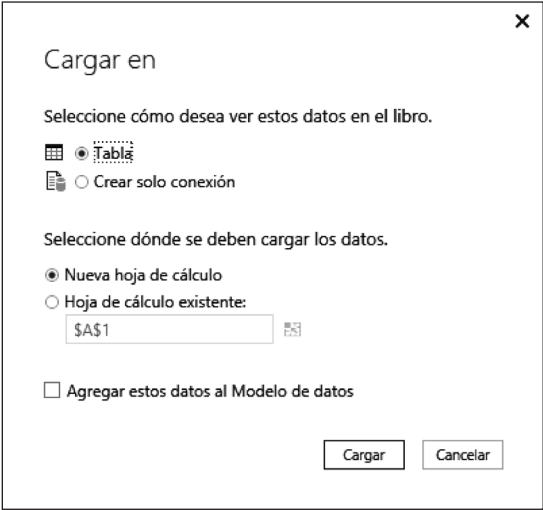 Cargar en
Seleccione cómo desea ver estos datos en el libro.
Tabla
Crear solo conexión
Seleccione dónde se deben cargar los datos.
Nueva hoja de cálculo
Hoja de cálculo existente:
$A$1
Agregar estos datos al Modelo de datos
Cargar
Cancelar